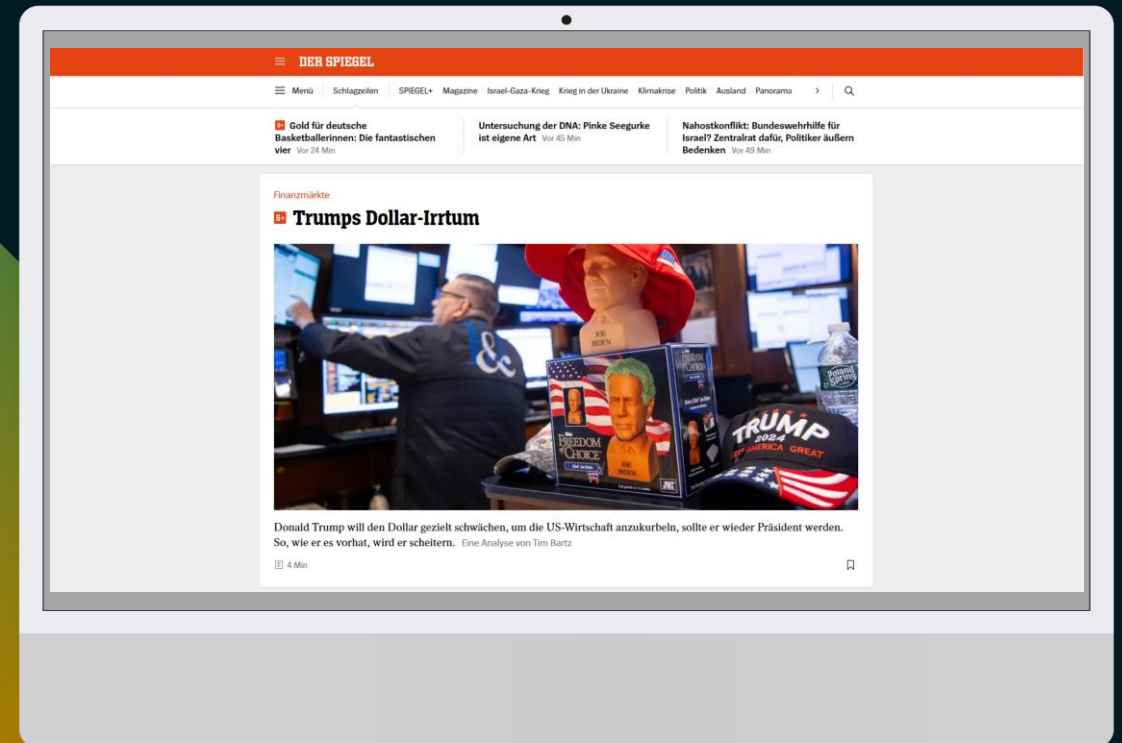 DER SPIEGEL
Menü Schlagzeilen SPIEGEL+ Magazine Israel-Gaza-Krieg Krieg in der Ukraine Klimakrise Politik Ausland Panorama
S+ Gold für deutsche
Basketballerinnen: Die fantastischen
vier Vor 24 Min
Untersuchung der DNA: Pinke Seegurke
ist eigene Art Vor 45 Min
Nahostkonflikt: Bundeswehrhilfe für
Israel? Zentralrat dafür, Politiker äußern
Bedenken Vor 49 Min
Finanzmärkte
S+ Trumps Dollar-Irrtum
&c
JOE
BIDEN
FREEDOM
of CHOICE
JOE
BIDEN
Poland
Spring
TRUMP
2024
AMERICA GREAT
Donald Trump will den Dollar gezielt schwächen, um die US-Wirtschaft anzukurbeln, sollte er wieder Präsident werden.
So, wie er es vorhat, wird er scheitern. Eine Analyse von Tim Bartz
4 Min